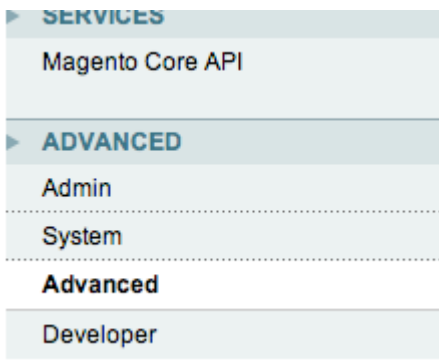 SERVICES
Magento Core API
ADVANCED
Admin
System
Advanced
Developer